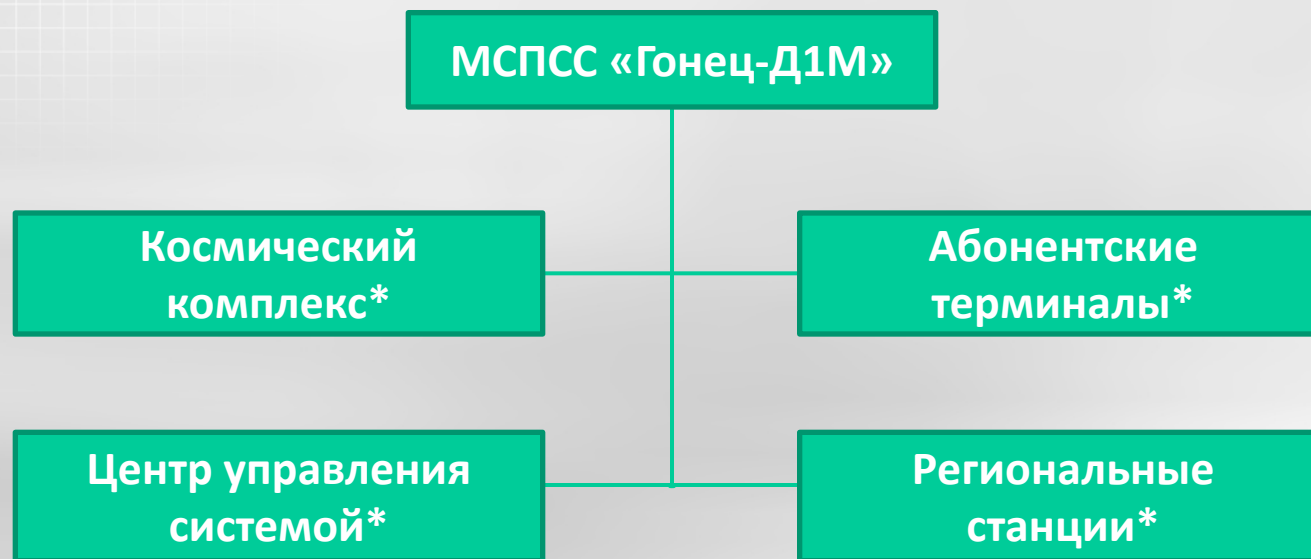 МСПСС «Гонец-Д1М»
Космический
комплекс*
Абонентские
терминалы*
Центр управления
системой*
Региональные
станции*